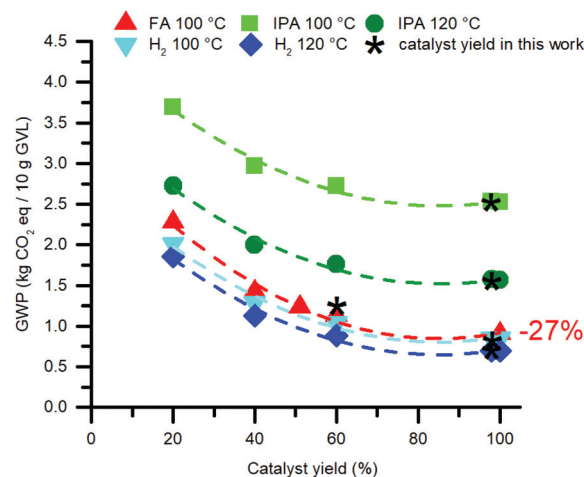 FA 100 °C IPA 100 °C IPA 120 °C
H₂ 100 °C H₂ 120 °C * catalyst yield in this work
GWP (kg CO₂ eq / 10 g GVL)
4.5
4.0
3.5
3.0
2.5
2.0
1.5
1.0
0.5
0.0
-27%
0 20 40 60 80 100
Catalyst yield (%)